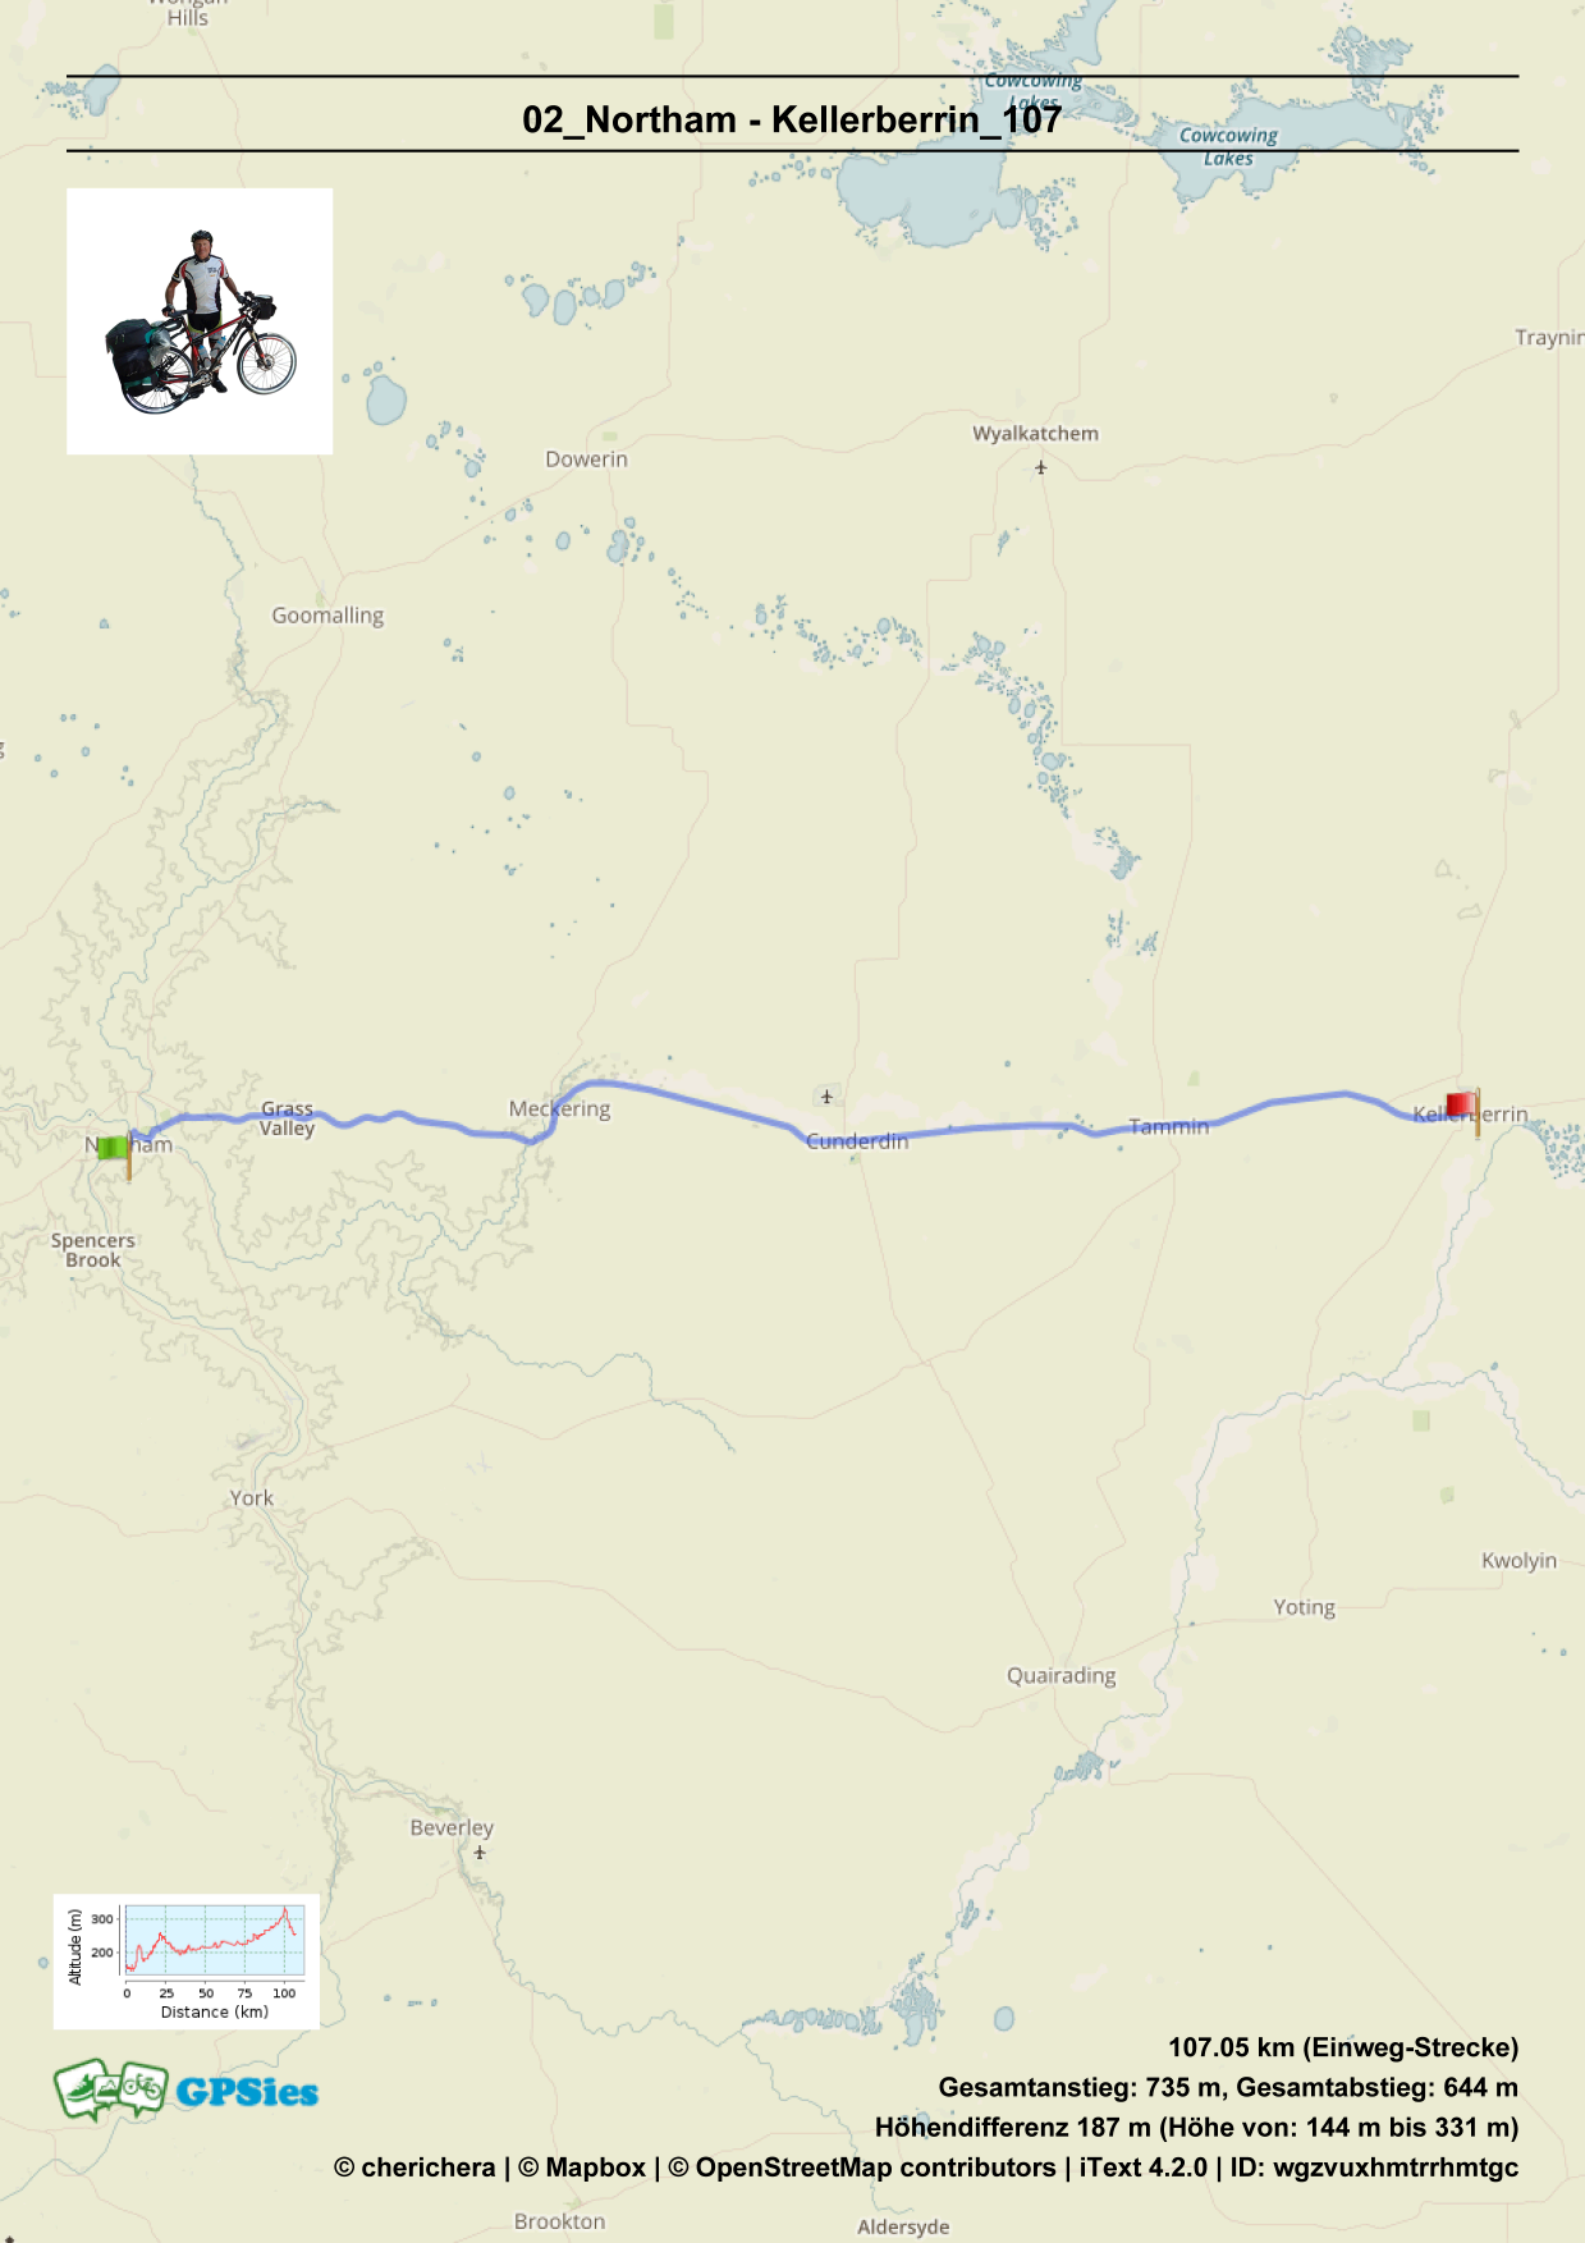 Hills
Cowcowing
Lakes
02_Northam - Kellerberrin_107
Cowcowing
Lakes
Wyalkatchem
Dowerin
Goomalling
Grass
Valley
Meckering
Kellerberrin
Tammin
Cunderdin
Northam
Spencers
Brook
York
Kwolyin
Yoting
Quairading
Beverley
Altitude (m)
300
200
0 25 50 75 100
Distance (km)
GPSies
107.05 km (Einweg-Strecke)
Gesamtanstieg: 735 m, Gesamtabstieg: 644 m
Höhendifferenz 187 m (Höhe von: 144 m bis 331 m)
© cherichera | © Mapbox | © OpenStreetMap contributors | iText 4.2.0 | ID: wgzvuxhmtrrhmtgc
Brookton
Aldersyde